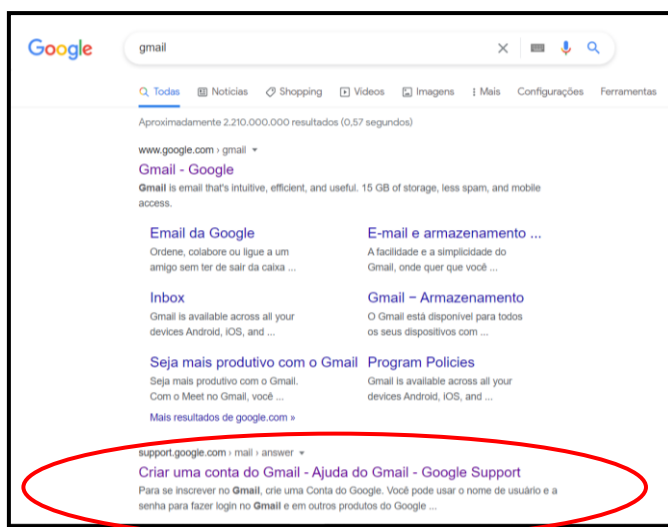 Google
gmail
Todas Notícias Shopping Vídeos Imagens Mais Configurações Ferramentas
Aproximadamente 2.210.000.000 resultados (0,57 segundos)
www.google.com › gmail
Gmail - Google
Gmail is email that's intuitive, efficient, and useful. 15 GB of storage, less spam, and mobile
access.
Email da Google
Ordene, colabore ou ligue a um
amigo sem ter de sair da caixa ...
E-mail e armazenamento ...
A facilidade e a simplicidade do
Gmail, onde quer que você ...
Inbox
Gmail is available across all your
devices Android, iOS, and ...
Gmail – Armazenamento
O Gmail está disponível para todos
os seus dispositivos com ...
Seja mais produtivo com o Gmail
Seja mais produtivo com o Gmail.
Com o Meet no Gmail, você ...
Program Policies
Gmail is available across all your
devices Android, IOS, and ...
Mais resultados de google.com »
support.google.com › mail › answer
Criar uma conta do Gmail - Ajuda do Gmail - Google Support
Para se inscrever no Gmail, crie uma Conta do Google. Você pode usar o nome de usuário e a
senha para fazer login no Gmail e em outros produtos do Google ...